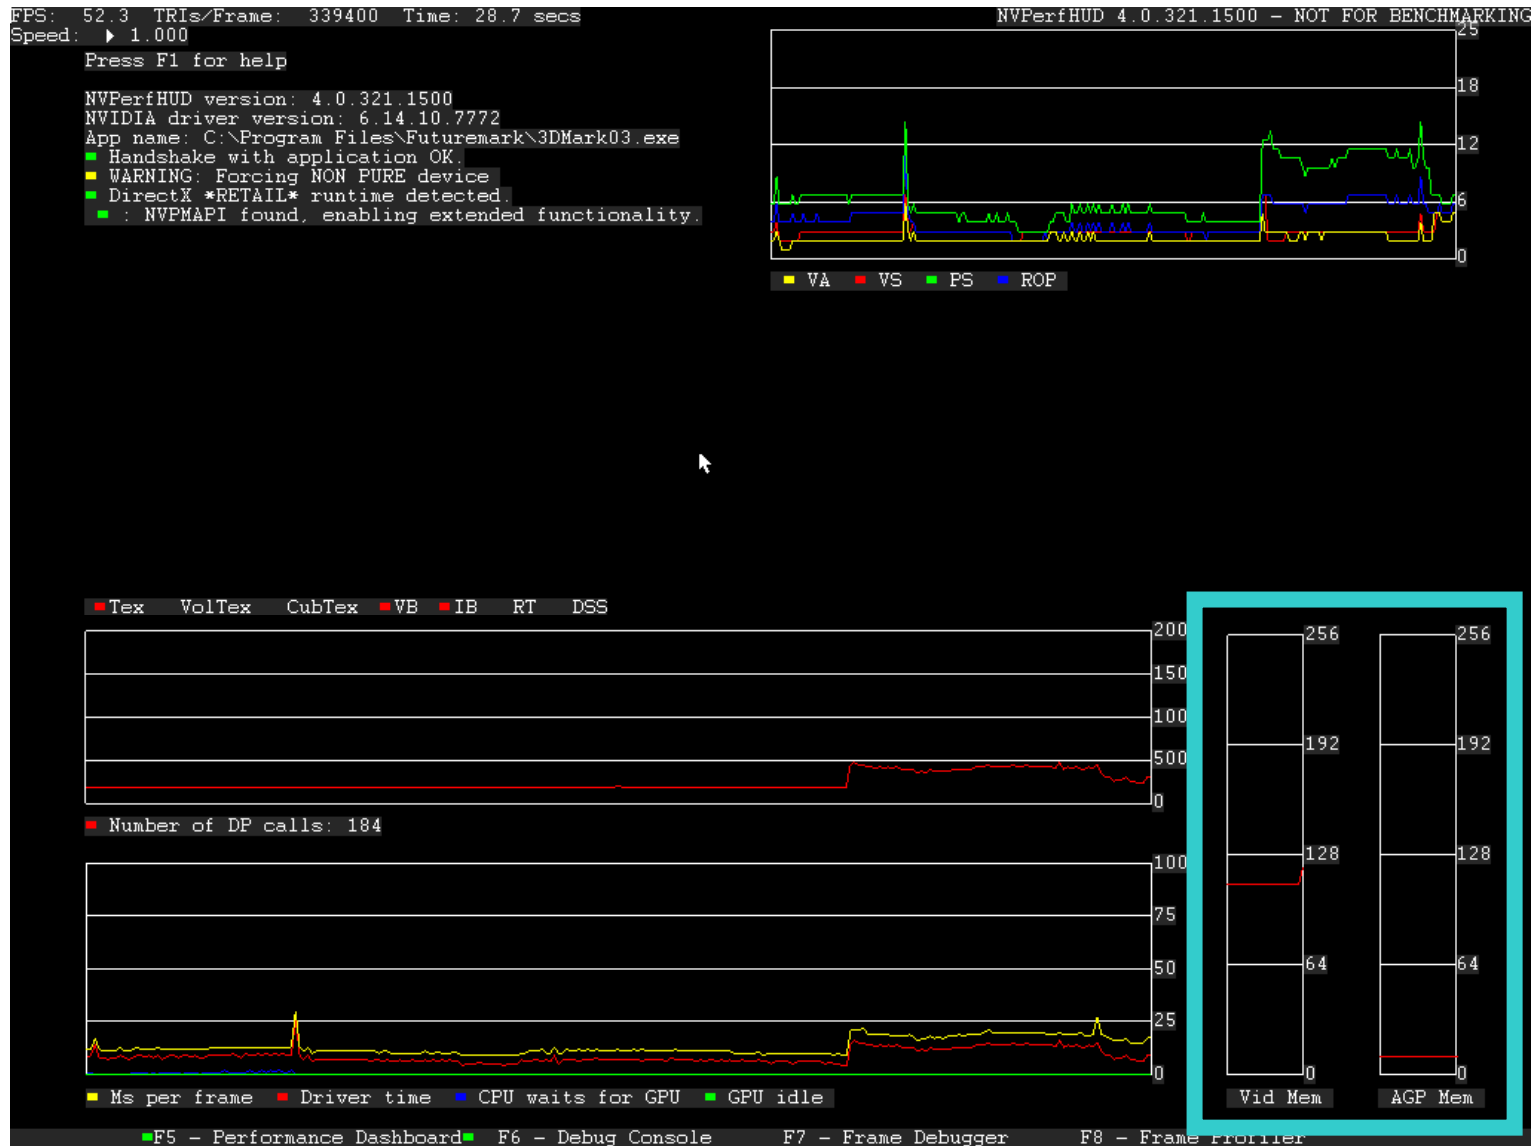 FPS: 52.3 TRIs/Frame: 339400 Time: 28.7 secs
NVPerfHUD 4.0.321.1500 – NOT FOR BENCHMARKING
Speed: 1.000
Press F1 for help
NVPerfHUD version: 4.0.321.1500
NVIDIA driver version: 6.14.10.7772
App name: C:\Program Files\Futuremark\3DMark03.exe
Handshake with application OK.
WARNING: Forcing NON PURE device
DirectX *RETAIL* runtime detected.
: NVPMAPI found, enabling extended functionality.
25
18
12
6
0
VA VS PS ROP
Tex VolTex CubTex VB IB RT DSS
200
150
100
500
0
Number of DP calls: 184
100
75
50
25
0
Ms per frame Driver time CPU waits for GPU GPU idle
256
192
128
64
0
Vid Mem
256
192
128
64
0
AGP Mem
F5 – Performance Dashboard F6 – Debug Console F7 – Frame Debugger F8 – Frame Profiler